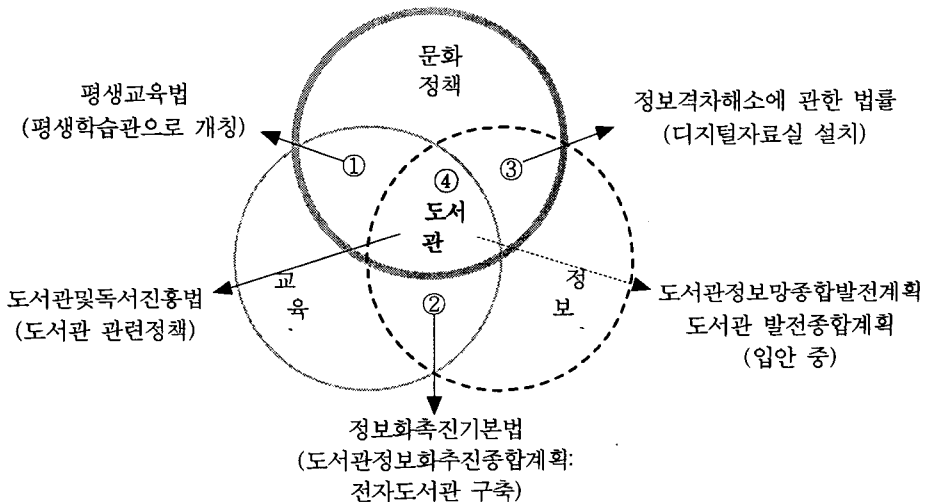 문화
정책
평생교육법
(평생학습관으로 개칭)
정보격차해소에 관한 법률
(디지털자료실 설치)
①
③
④
도서
관
교
육
정
보
②
도서관및독서진흥법
(도서관 관련정책)
도서관정보망종합발전계획
도서관 발전종합계획
(입안 중)
정보화촉진기본법
(도서관정보화추진종합계획:
전자도서관 구축)